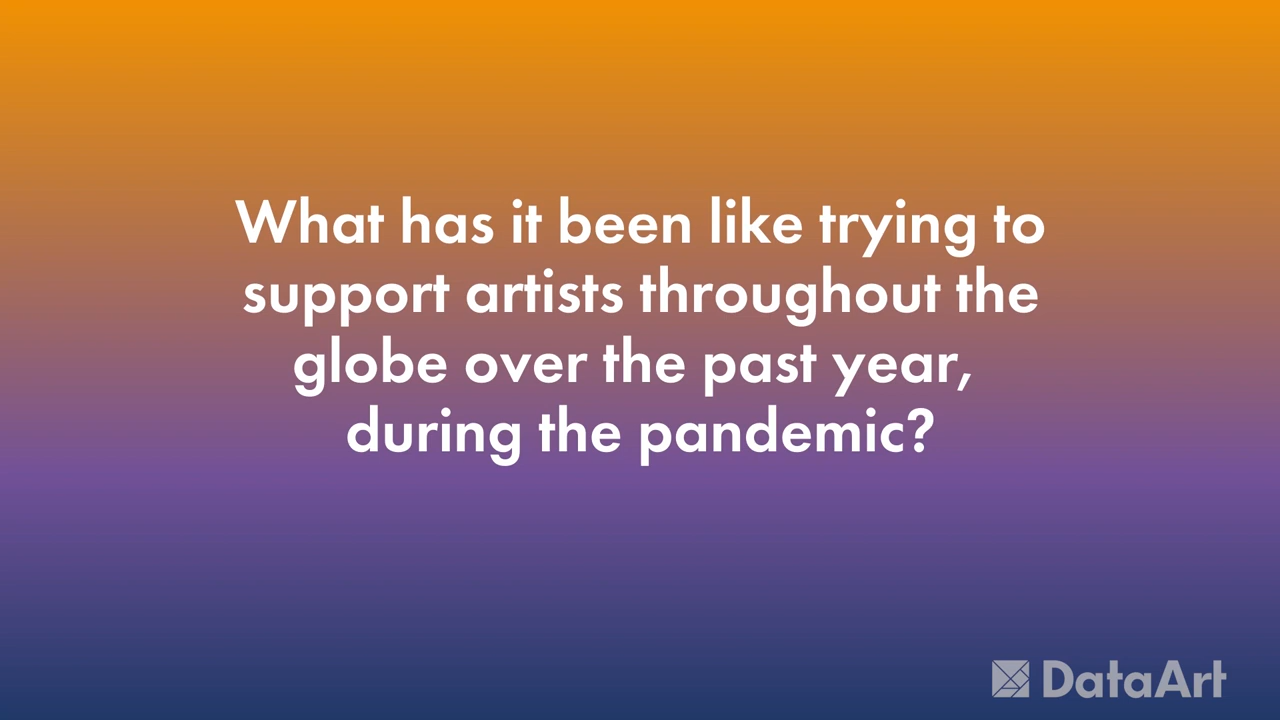 What has it been like trying to
support artists throughout the
globe over the past year,
during the pandemic?
DataArt